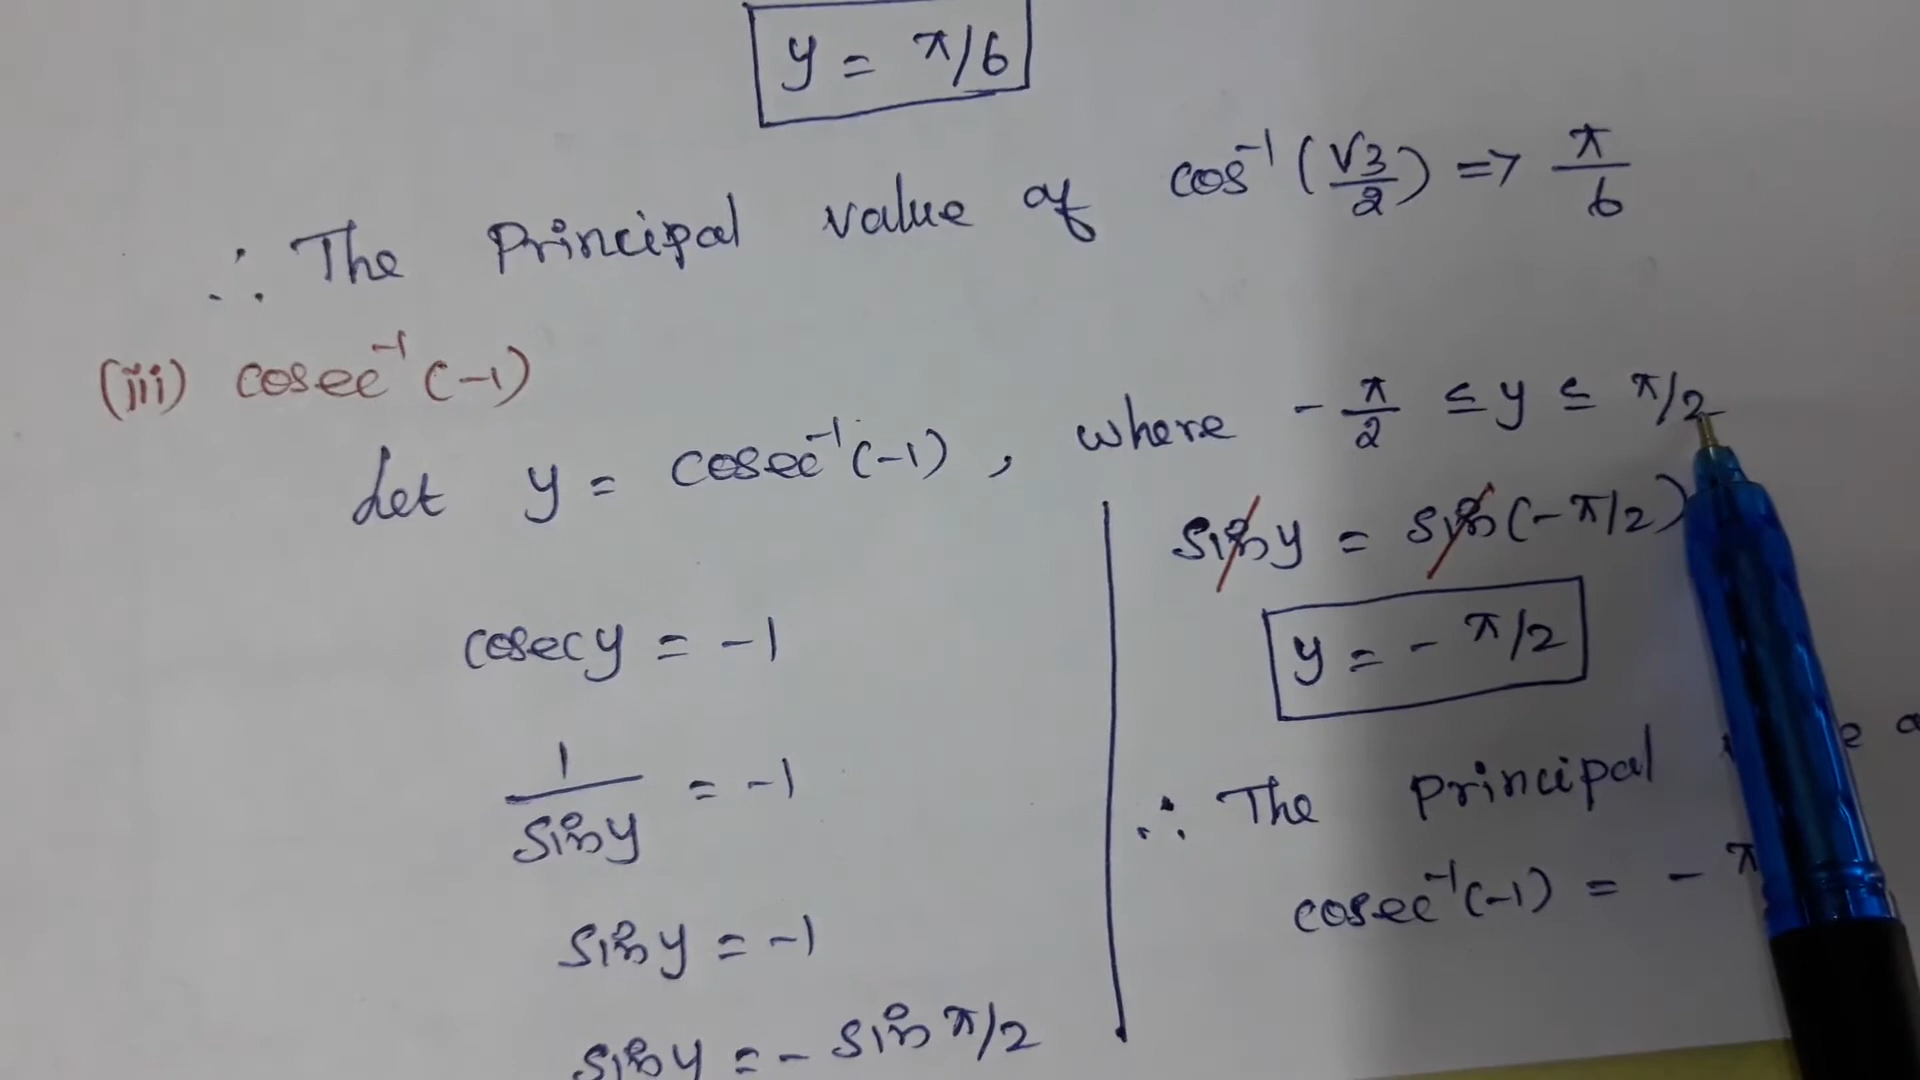 y = π/6
∴ The Principal value of cos⁻¹(√3/2) => π/6
(iii) cosec⁻¹(-1)
Let y = cosec⁻¹(-1), where -π/2 ≤ y ≤ π/2
cosec y = -1
1/sin y = -1
sin y = -1
sin y = - sin π/2
sin y = sin(-π/2)
y = - π/2
∴ The Principal
cosec⁻¹(-1) = - π